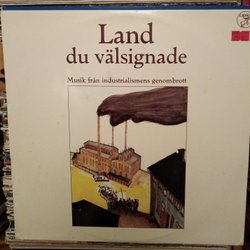 Land
du välsignade
Musik från industrialismens genombrott